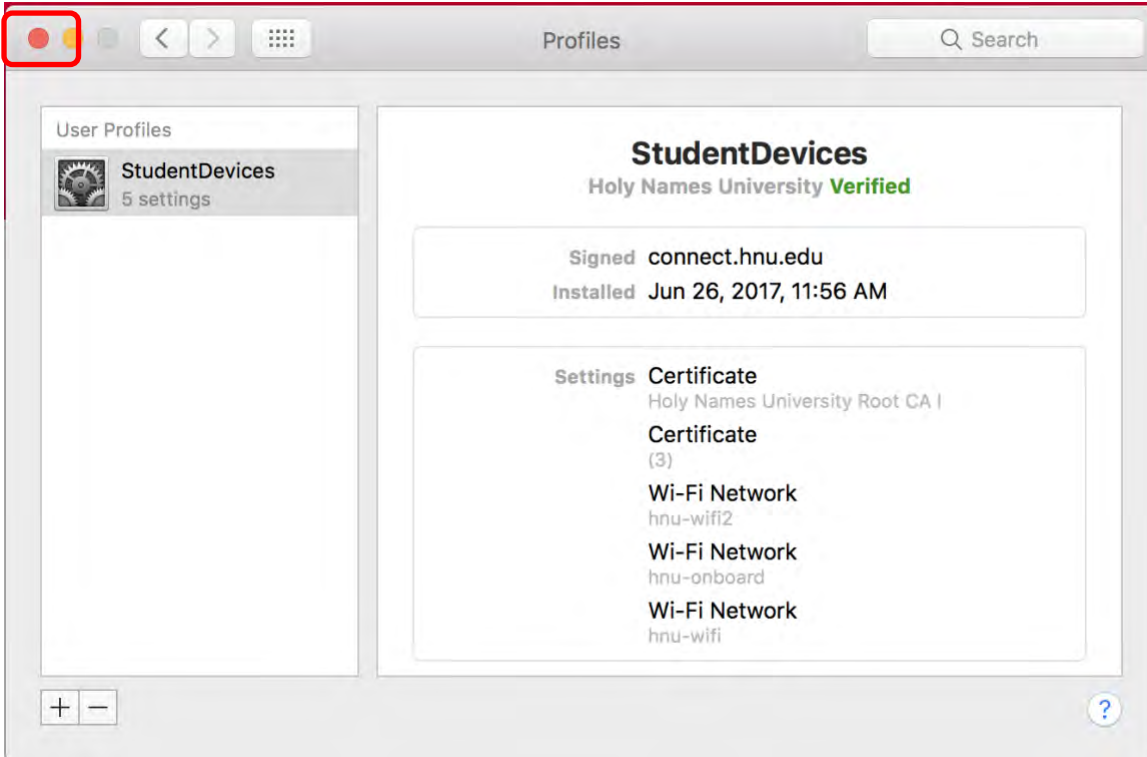 Profiles
Search
User Profiles
StudentDevices
5 settings
StudentDevices
Holy Names University Verified
Signed connect.hnu.edu
Installed Jun 26, 2017, 11:56 AM
Settings Certificate
Holy Names University Root CA I
Certificate
(3)
Wi-Fi Network
hnu-wifi2
Wi-Fi Network
hnu-onboard
Wi-Fi Network
hnu-wifi
+ −
?